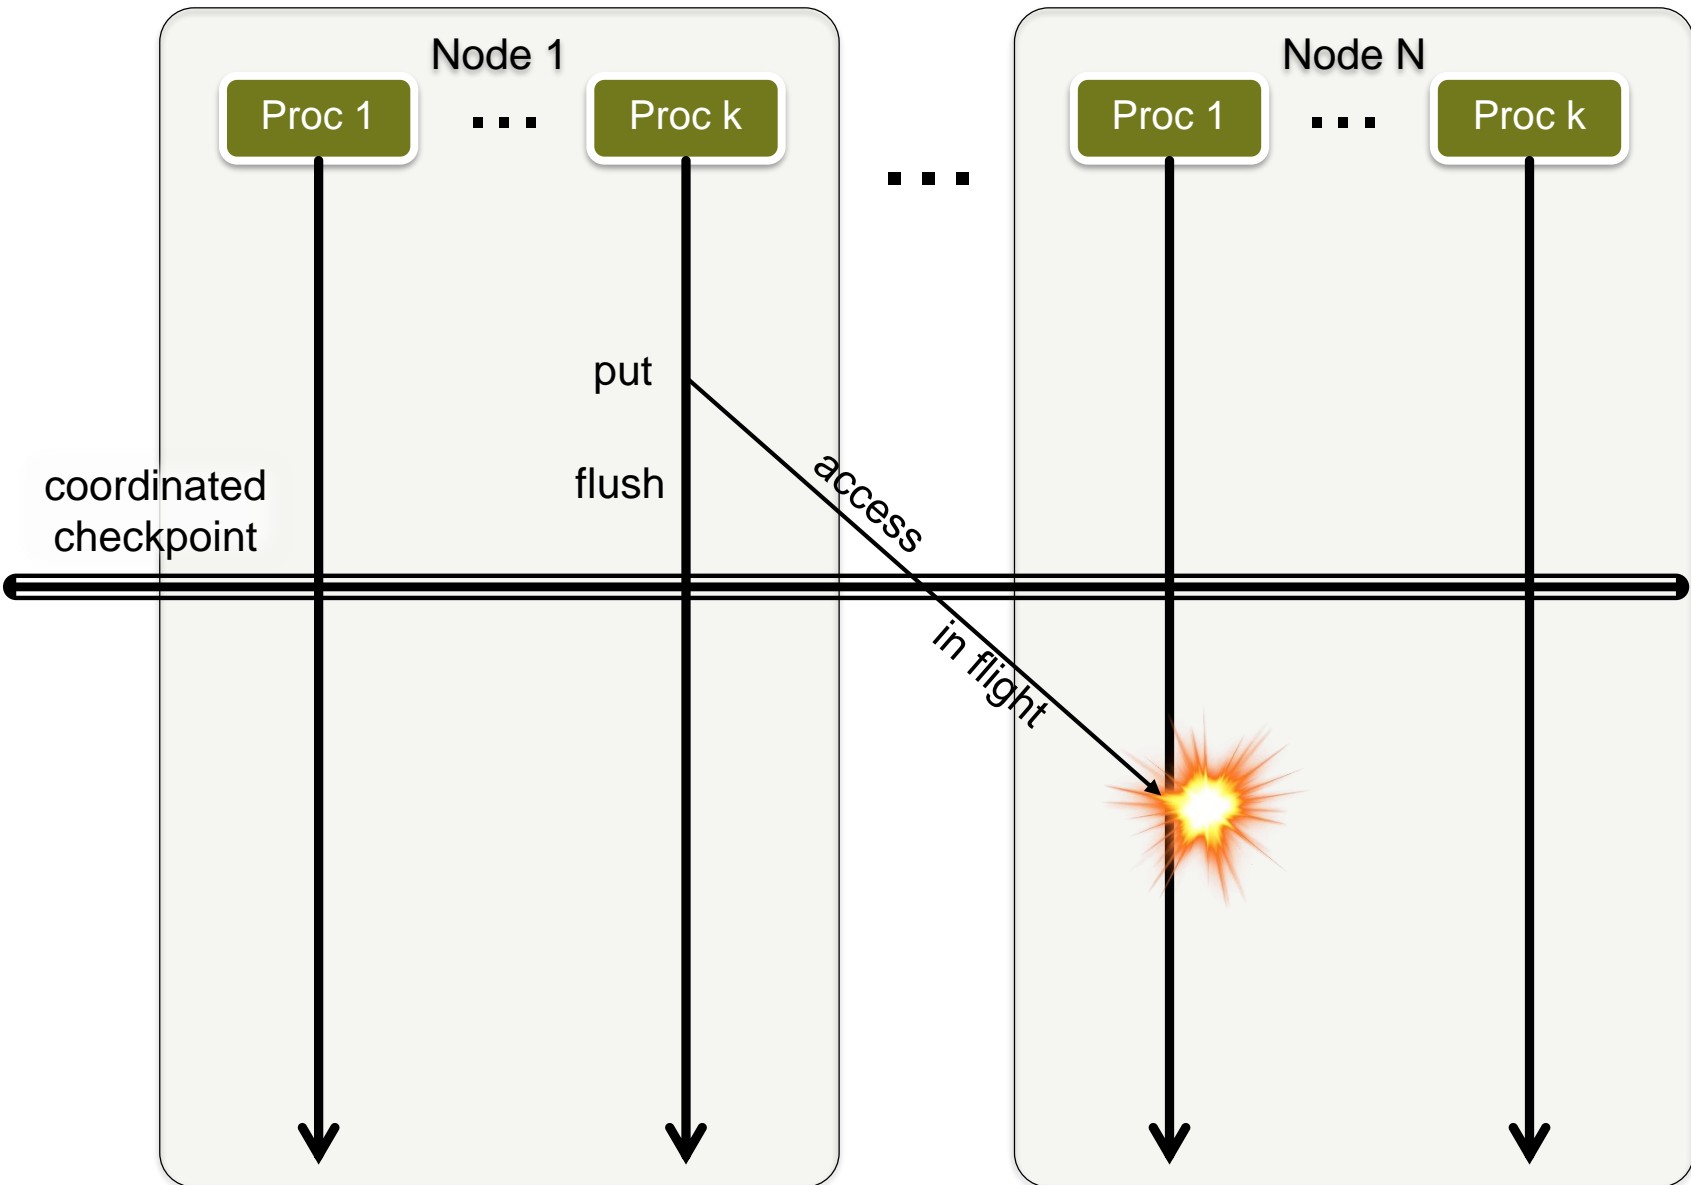 Node 1
Node N
Proc 1
...
Proc k
...
Proc 1
...
Proc k
put
flush
access
in flight
coordinated
checkpoint